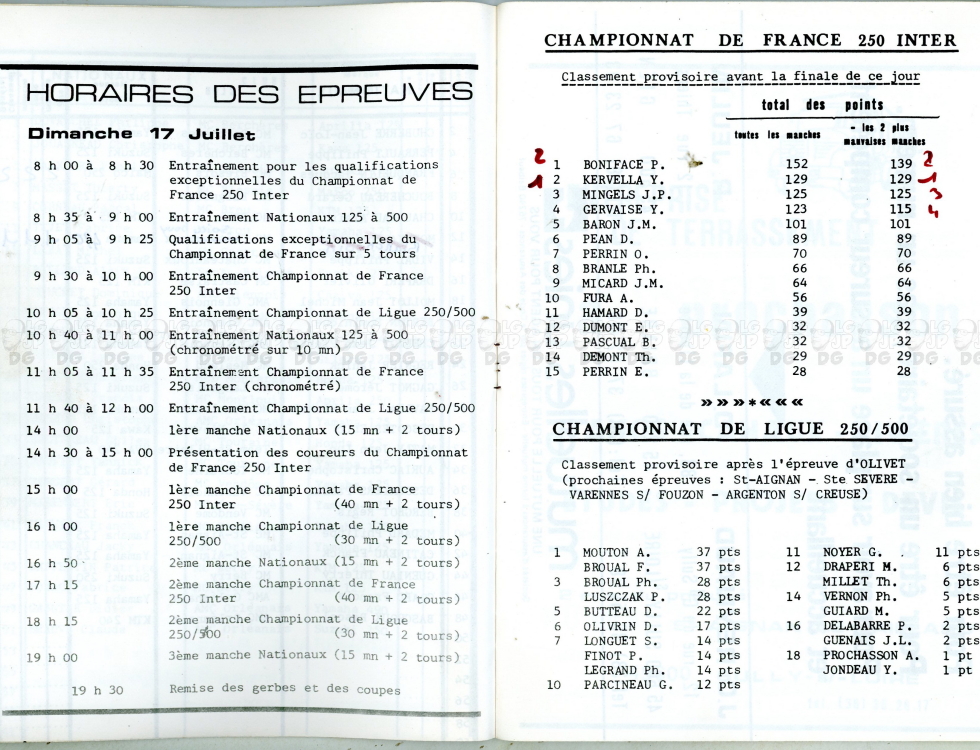 HORAIRES DES EPREUVES
Dimanche 17 Juillet
8 h 00 à 8 h 30 Entraînement pour les qualifications
exceptionnelles du Championnat de
France 250 Inter
8 h 35 à 9 h 00 Entraînement Nationaux 125 à 500
9 h 05 à 9 h 25 Qualifications exceptionnelles du
Championnat de France sur 5 tours
9 h 30 à 10 h 00 Entraînement Championnat de France
250 Inter
10 h 05 à 10 h 25 Entraînement Championnat de Ligue 250/500
10 h 40 à 11 h 00 Entraînement Nationaux 125 à 500
(chronométré sur 10 mn)
11 h 05 à 11 h 35 Entraînement Championnat de France
250 Inter (chronométré)
11 h 40 à 12 h 00 Entraînement Championnat de Ligue 250/500
14 h 00 1ère manche Nationaux (15 mn + 2 tours)
14 h 30 à 15 h 00 Présentation des coureurs du Championnat
de France 250 Inter
15 h 00 1ère manche Championnat de France
250 Inter (40 mn + 2 tours)
16 h 00 1ère manche Championnat de Ligue
250/500 (30 mn + 2 tours)
16 h 50 2ème manche Nationaux (15 mn + 2 tours)
17 h 15 2ème manche Championnat de France
250 Inter (40 mn + 2 tours)
18 h 15 2ème manche Championnat de Ligue
250/500 (30 mn + 2 tours)
19 h 00 3ème manche Nationaux (15 mn + 2 tours)
19 h 30 Remise des gerbes et des coupes
CHAMPIONNAT DE FRANCE 250 INTER
Classement provisoire avant la finale de ce jour
total des points
toutes les manches - les 2 plus
mauvaises manches
2 1 BONIFACE P. 152 139 2
1 2 KERVELLA Y. 129 129 1
3 MINGELS J.P. 125 125 3
4 GERVAISE Y. 123 115 4
5 BARON J.M. 101 101
6 PEAN D. 89 89
7 PERRIN O. 70 70
8 BRANLE Ph. 66 66
9 MICARD J.M. 64 64
10 FURA A. 56 56
11 HAMARD D. 39 39
12 DUMONT E. 32 32
13 PASCUAL B. 32 32
14 DEMONT Th. 29 29
15 PERRIN E. 28 28
»»»*«««
CHAMPIONNAT DE LIGUE 250/500
Classement provisoire après l'épreuve d'OLIVET
(prochaines épreuves : St-AIGNAN - Ste SEVERE -
VARENNES S/ FOUZON - ARGENTON S/ CREUSE)
1 MOUTON A. 37 pts
BROUAL F. 37 pts
3 BROUAL Ph. 28 pts
LUSZCZAK P. 28 pts
5 BUTTEAU D. 22 pts
6 OLIVRIN D. 17 pts
7 LONGUET S. 14 pts
FINOT P. 14 pts
LEGRAND Ph. 14 pts
10 PARCINEAU G. 12 pts
11 NOYER G. 11 pts
12 DRAPERI M. 6 pts
MILLET Th. 6 pts
14 VERNON Ph. 5 pts
GUIARD M. 5 pts
16 DELABARRE P. 2 pts
GUENAIS J.L. 2 pts
18 PROCHASSON A. 1 pt
JONDEAU Y. 1 pt